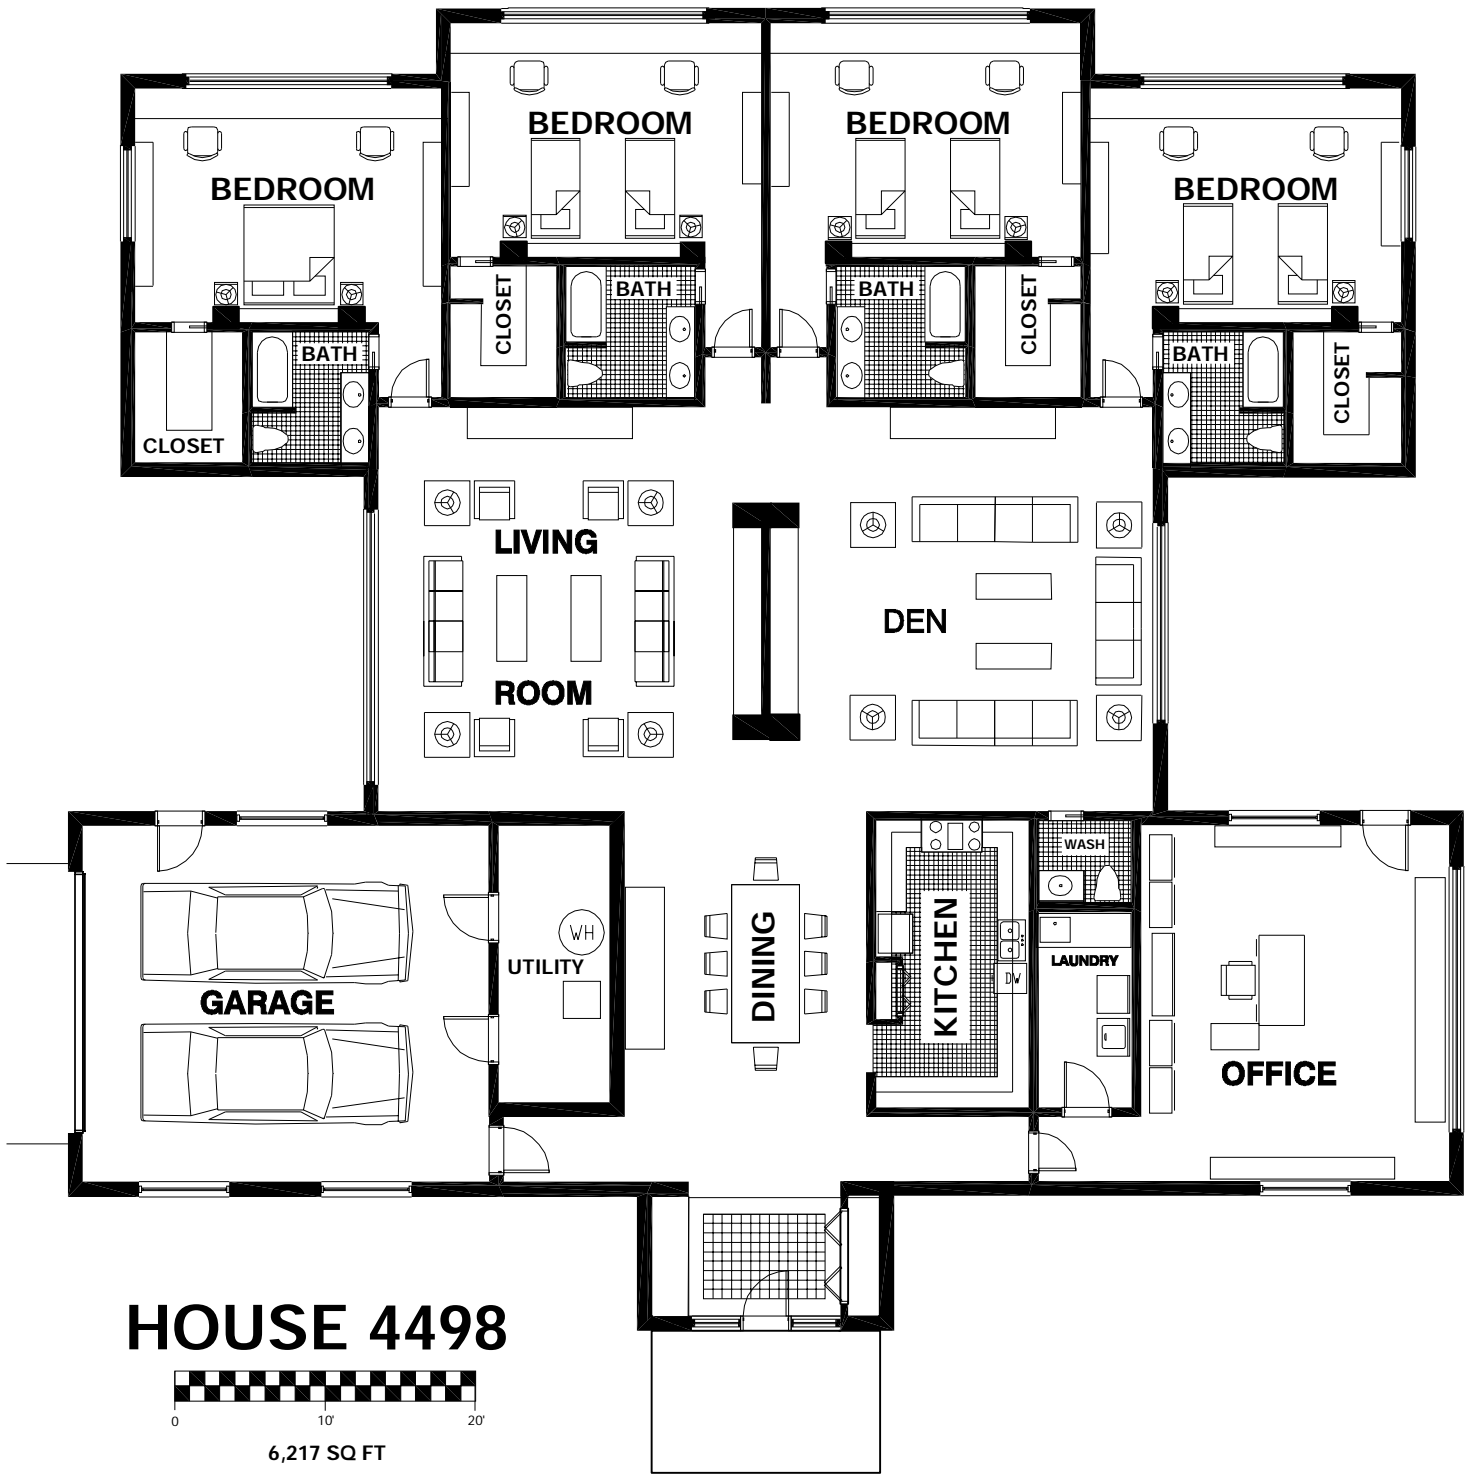 BEDROOM
BEDROOM
BEDROOM
BEDROOM
CLOSET
BATH
BATH
CLOSET
BATH
BATH
CLOSET
CLOSET
LIVING
ROOM
DEN
GARAGE
WH
UTILITY
DINING
KITCHEN
DW
WASH
LAUNDRY
OFFICE
HOUSE 4498
0 10' 20'
6,217 SQ FT